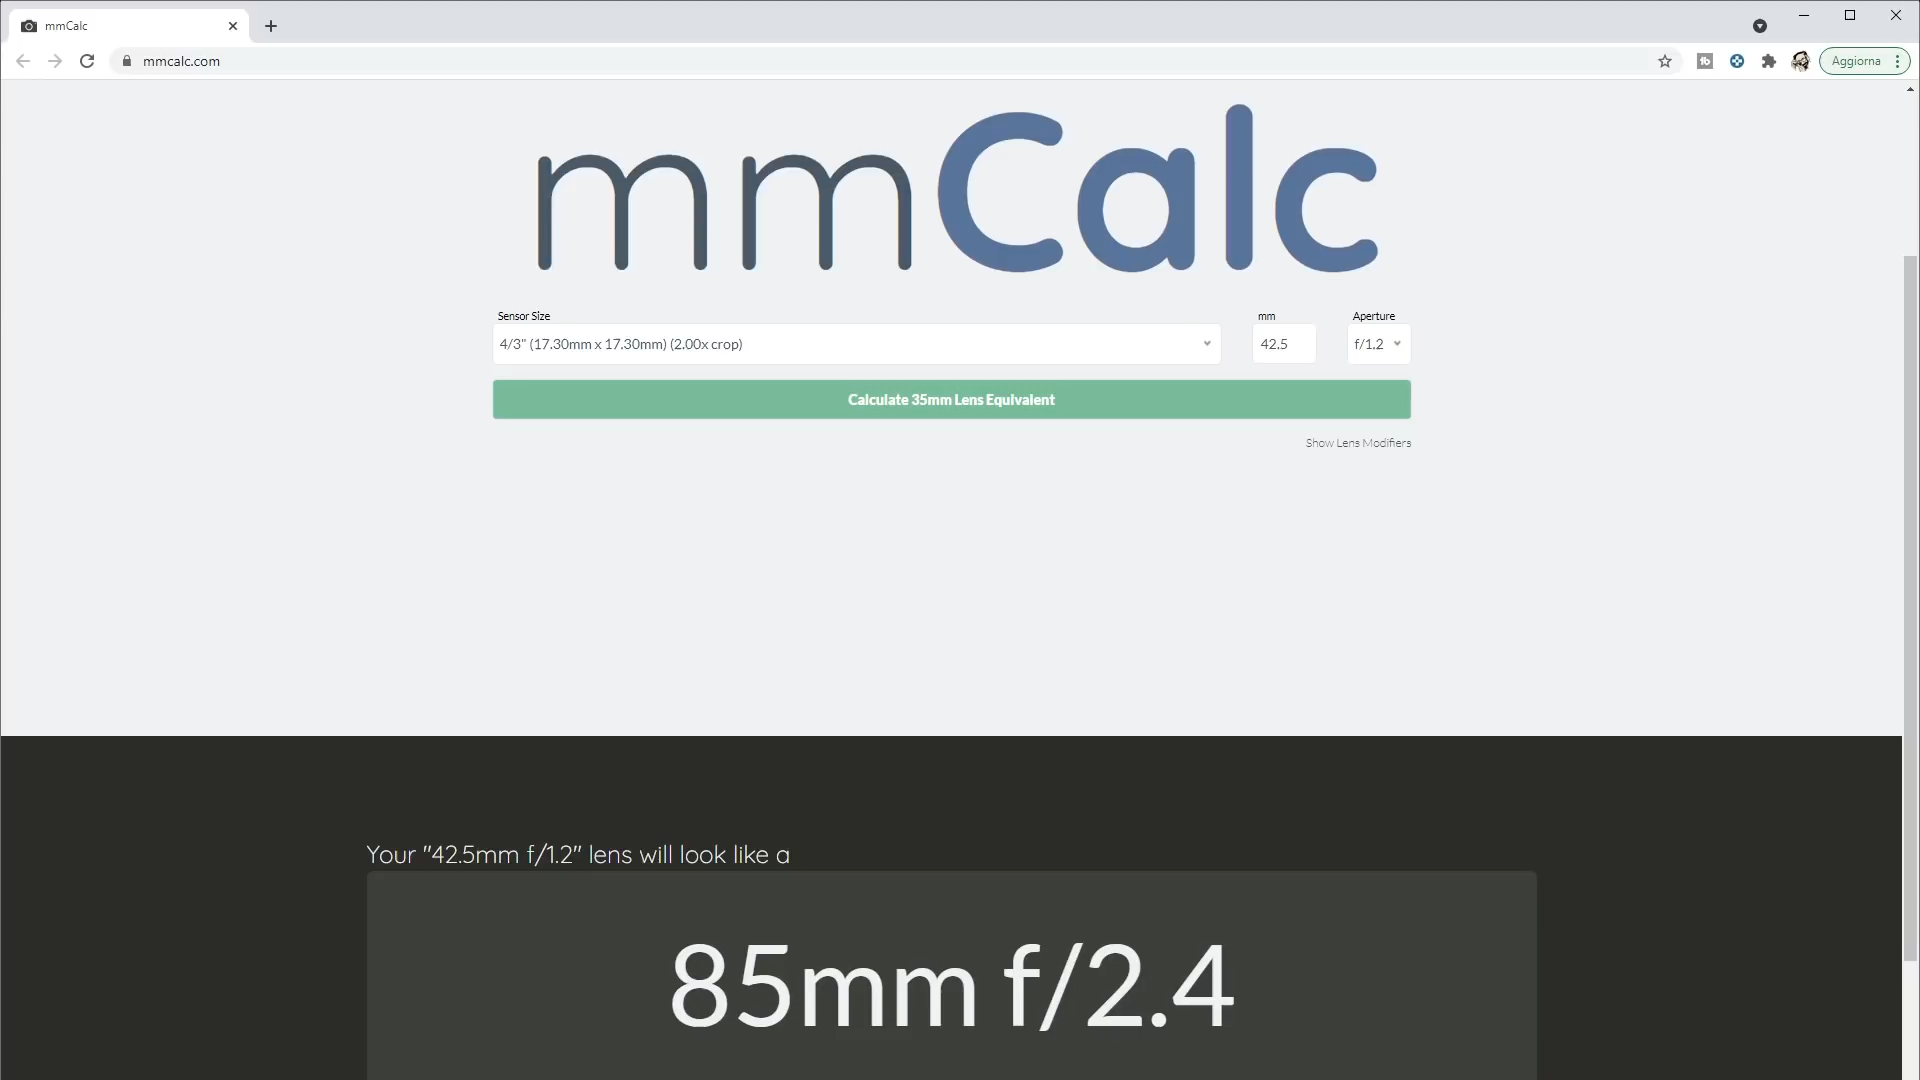 mmCalc
mmcalc.com
Aggiorna
mmCalc
Sensor Size
mm
Aperture
4/3" (17.30mm x 17.30mm) (2.00x crop)
42.5
f/1.2
Calculate 35mm Lens Equivalent
Show Lens Modifiers
Your "42.5mm f/1.2" lens will look like a
85mm f/2.4